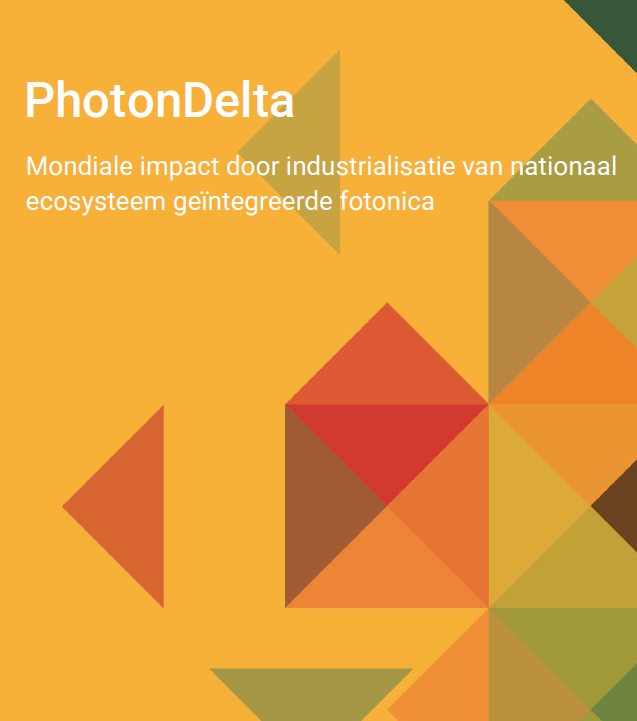 PhotonDelta
Mondiale impact door industrialisatie van nationaal
ecosysteem geïntegreerde fotonica